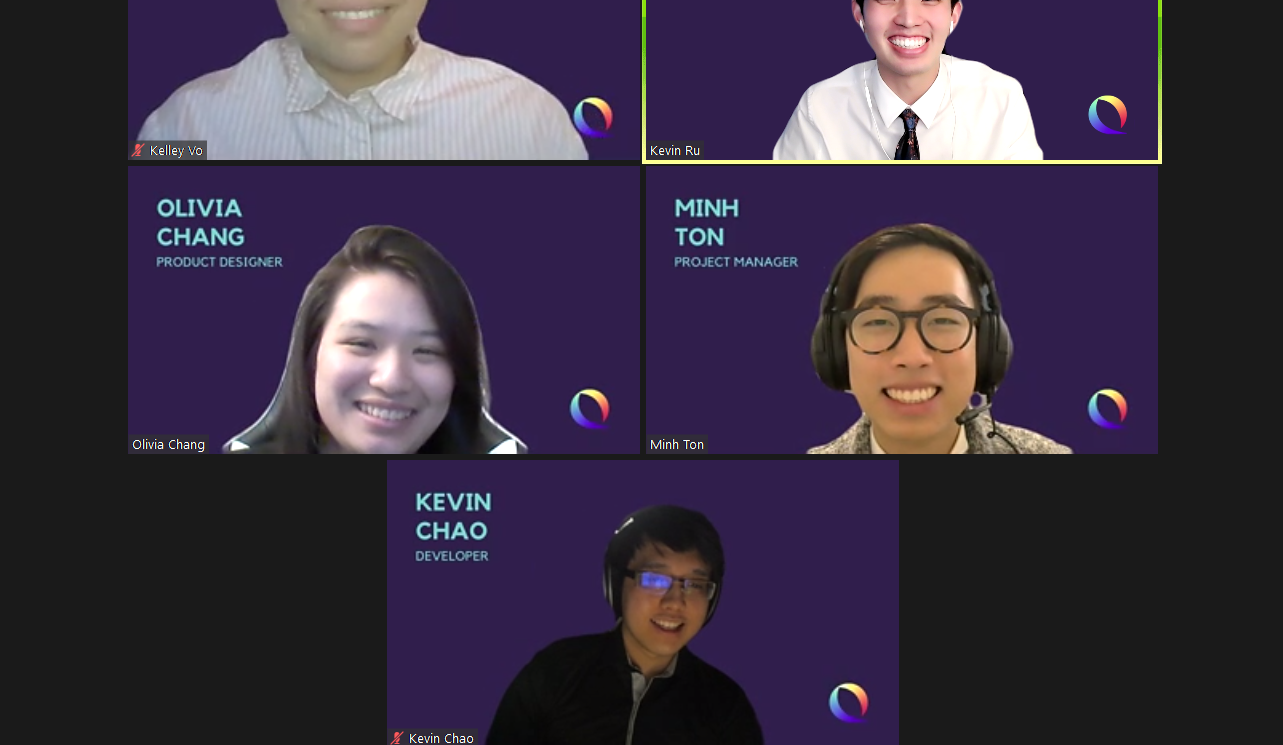 Kelley Vo
Kevin Ru
OLIVIA
CHANG
PRODUCT DESIGNER
Olivia Chang
MINH
TON
PROJECT MANAGER
Minh Ton
KEVIN
CHAO
DEVELOPER
Kevin Chao